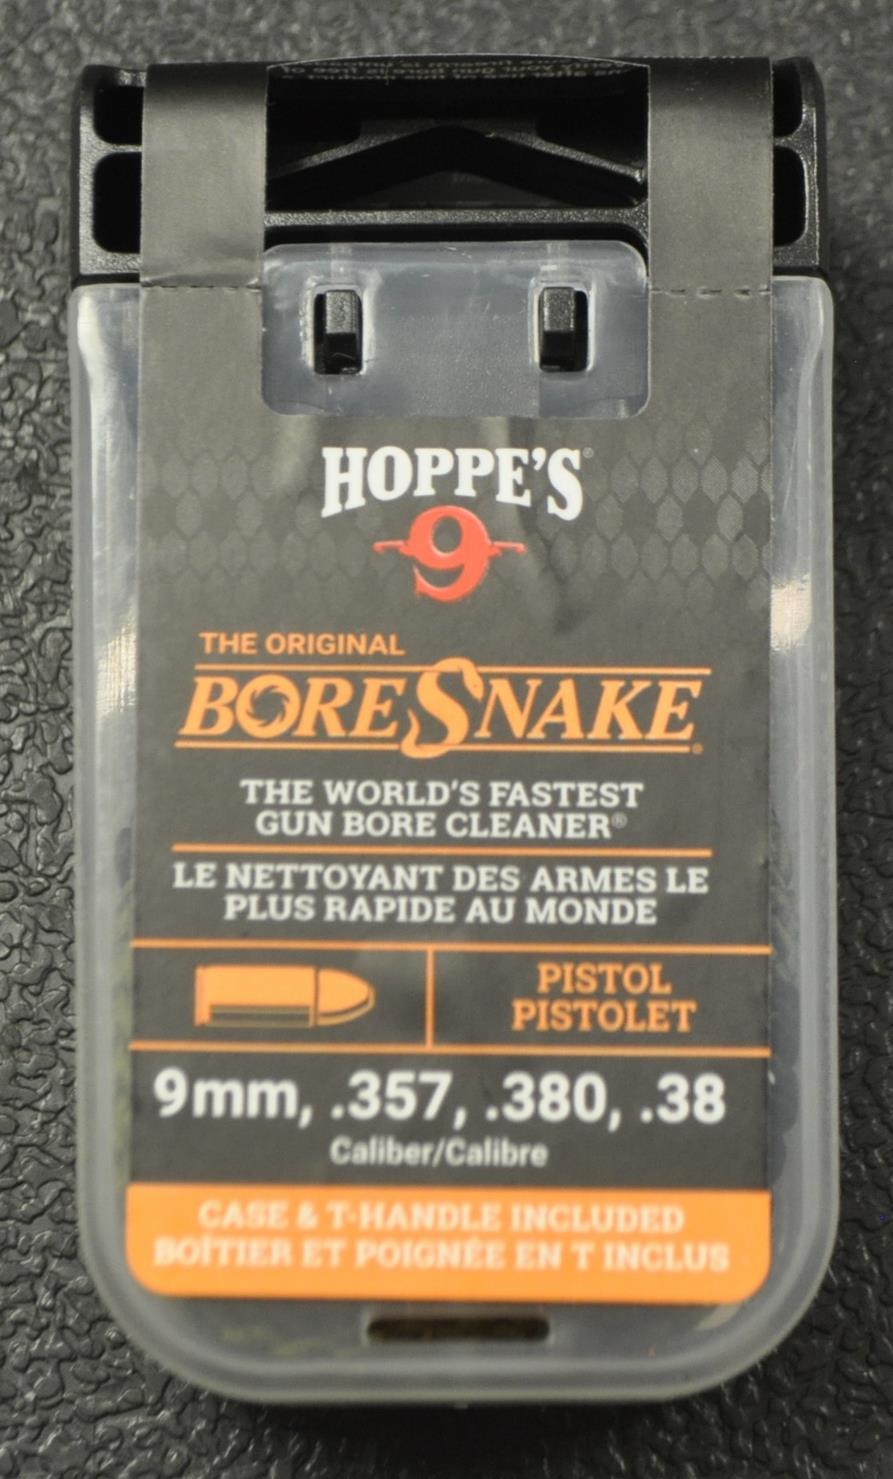 HOPPE'S®
9
THE ORIGINAL
BORESNAKE®
THE WORLD'S FASTEST
GUN BORE CLEANER®
LE NETTOYANT DES ARMES LE
PLUS RAPIDE AU MONDE
PISTOL
PISTOLET
9mm, .357, .380, .38
Caliber/Calibre
CASE & T-HANDLE INCLUDED
BOÎTIER ET POIGNÉE EN T INCLUS